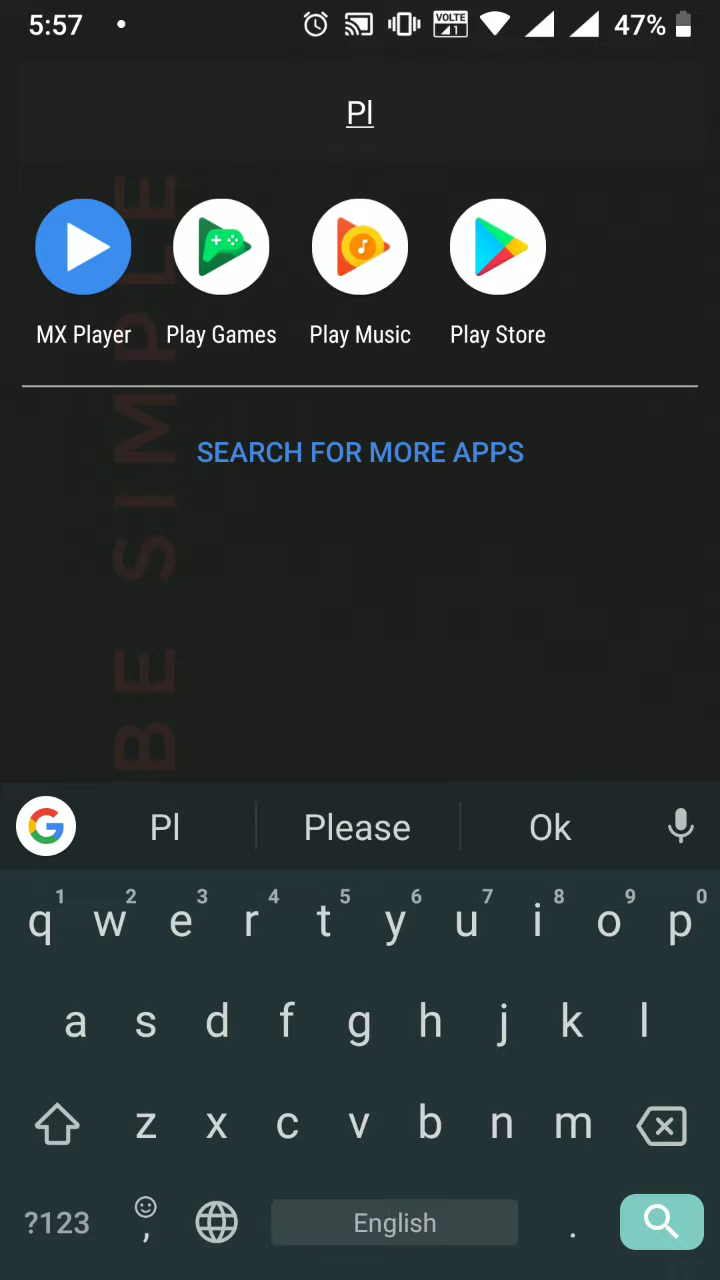 5:57 VOLTE 1 47%
Pl
MX Player Play Games Play Music Play Store
SEARCH FOR MORE APPS
BE SIMPLE
Pl Please Ok
1 2 3 4 5 6 7 8 9 0
q w e r t y u i o p
a s d f g h j k l
z x c v b n m
?123 , English .